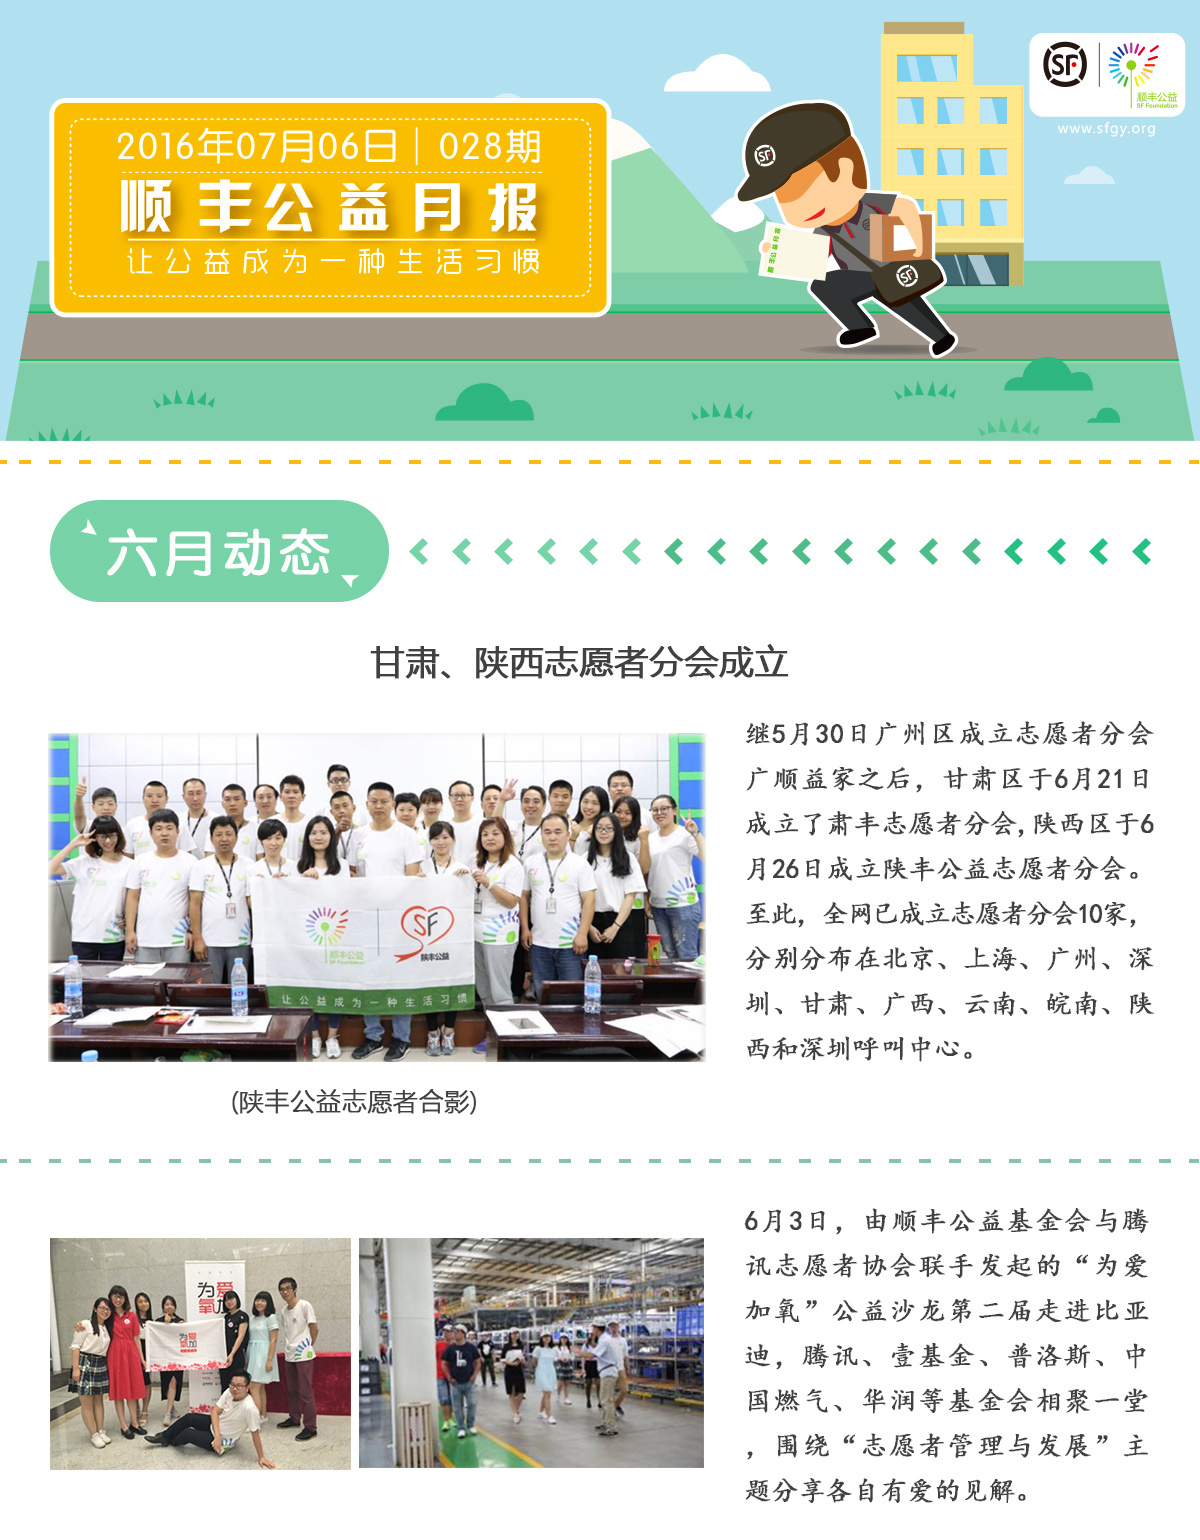 SF
顺丰公益
SF Foundation
www.sfgy.org
2016年07月06日|028期
顺丰公益月报
让公益成为一种生活习惯
SF
SF
六月动态
甘肃、陕西志愿者分会成立
继5月30日广州区成立志愿者分会
广顺益家之后，甘肃区于6月21日
成立了肃丰志愿者分会,陕西区于6
月26日成立陕丰公益志愿者分会。
至此，全网已成立志愿者分会10家，
分别分布在北京、上海、广州、深
圳、甘肃、广西、云南、皖南、陕
西和深圳呼叫中心。
顺丰公益
SF Foundation
SF
陕丰公益
让公益成为一种生活习惯
(陕丰公益志愿者合影)
为爱
氧加
为爱
氧加
6月3日，由顺丰公益基金会与腾
讯志愿者协会联手发起的“为爱
加氧”公益沙龙第二届走进比亚
迪，腾讯、壹基金、普洛斯、中
国燃气、华润等基金会相聚一堂
，围绕“志愿者管理与发展”主
题分享各自有爱的见解。